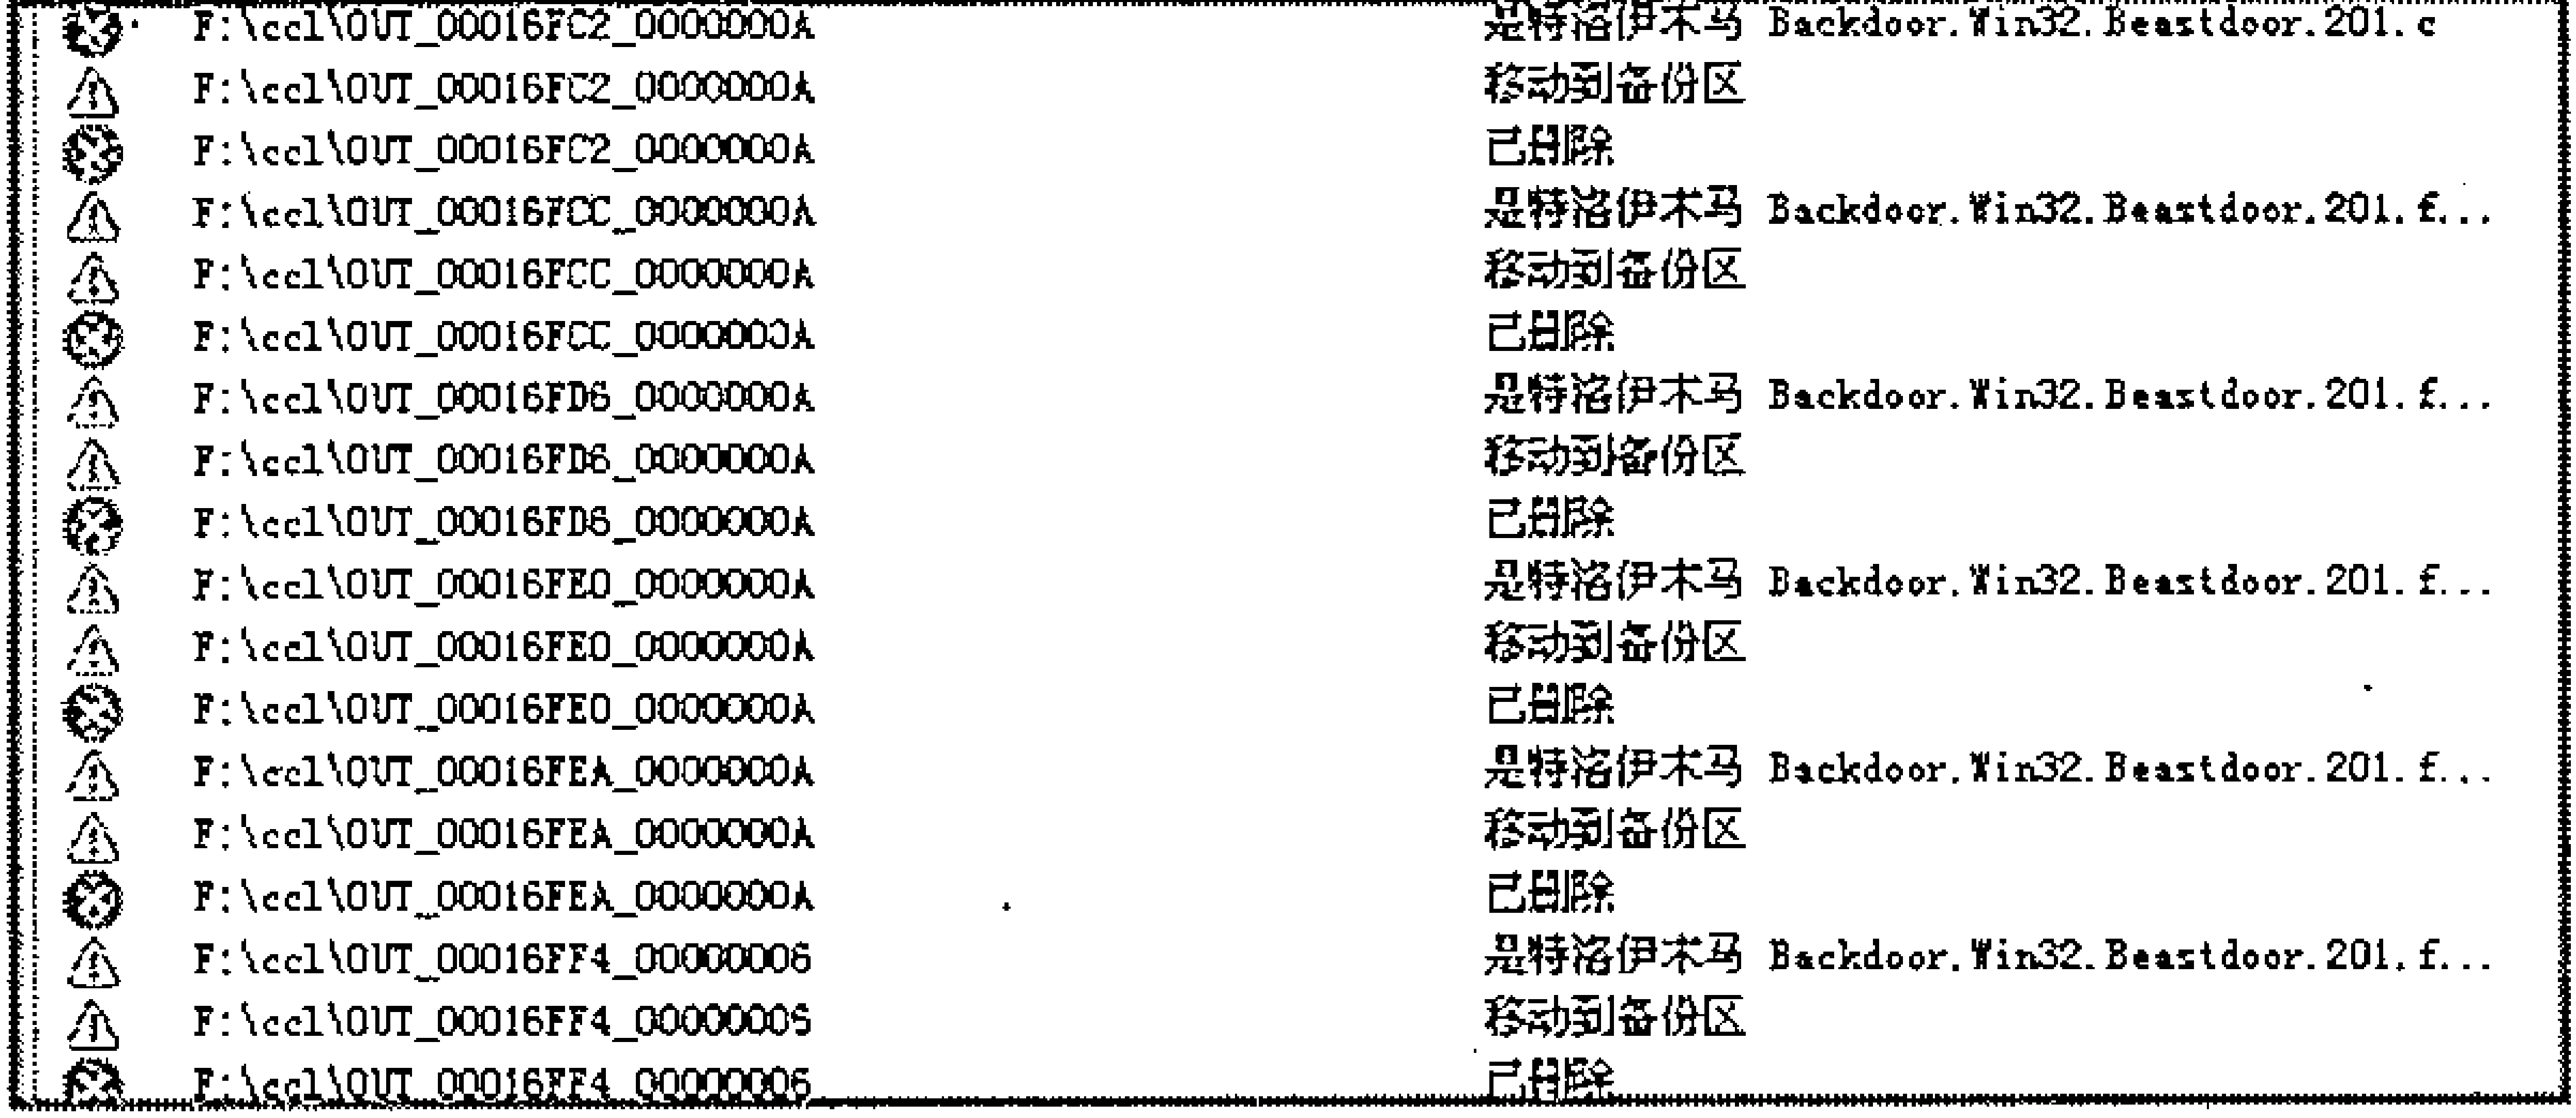 F:\ccl\OUT_00016FC2_0000000A 是特洛伊木马 Backdoor.Win32.Beastdoor.201.c
F:\ccl\OUT_00016FC2_0000000A 移动到备份区
F:\ccl\OUT_00016FC2_0000000A 已删除
F:\ccl\OUT_00016FCC_0000000A 是特洛伊木马 Backdoor.Win32.Beastdoor.201.f...
F:\ccl\OUT_00016FCC_0000000A 移动到备份区
F:\ccl\OUT_00016FCC_0000000A 已删除
F:\ccl\OUT_00016FD6_0000000A 是特洛伊木马 Backdoor.Win32.Beastdoor.201.f...
F:\ccl\OUT_00016FD6_0000000A 移动到备份区
F:\ccl\OUT_00016FD6_0000000A 已删除
F:\ccl\OUT_00016FE0_0000000A 是特洛伊木马 Backdoor.Win32.Beastdoor.201.f...
F:\ccl\OUT_00016FE0_0000000A 移动到备份区
F:\ccl\OUT_00016FE0_0000000A 已删除
F:\ccl\OUT_00016FEA_0000000A 是特洛伊木马 Backdoor.Win32.Beastdoor.201.f...
F:\ccl\OUT_00016FEA_0000000A 移动到备份区
F:\ccl\OUT_00016FEA_0000000A 已删除
F:\ccl\OUT_00016FF4_00000006 是特洛伊木马 Backdoor.Win32.Beastdoor.201.f...
F:\ccl\OUT_00016FF4_00000006 移动到备份区
F:\ccl\OUT_00016FF4_00000006 已删除